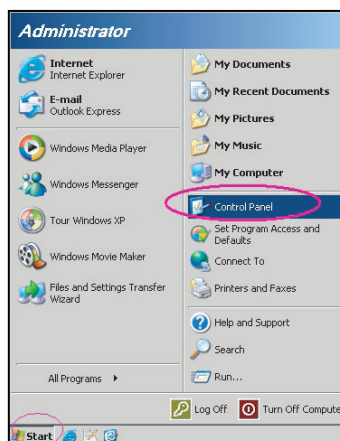 Administrator
Internet
Internet Explorer
E-mail
Outlook Express
Windows Media Player
Windows Messenger
Tour Windows XP
Windows Movie Maker
Files and Settings Transfer
Wizard
All Programs
My Documents
My Recent Documents
My Pictures
My Music
My Computer
Control Panel
Set Program Access and
Defaults
Connect To
Printers and Faxes
Help and Support
Search
Run...
Log Off
Turn Off Compute
Start